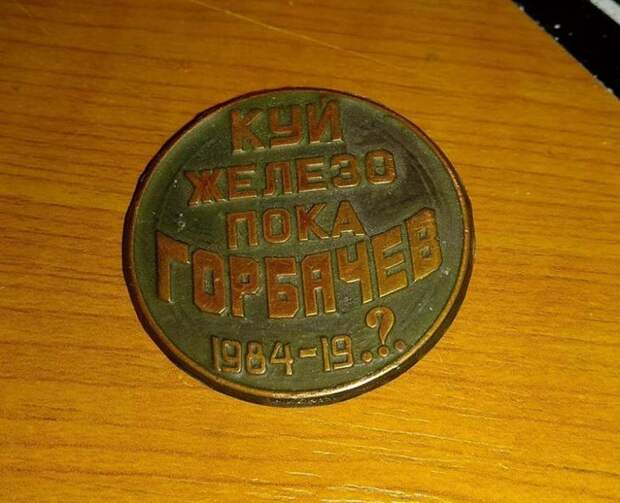 КУЙ
ЖЕЛЕЗО
ПОКА
ГОРБАЧЕВ
1984-19..?.